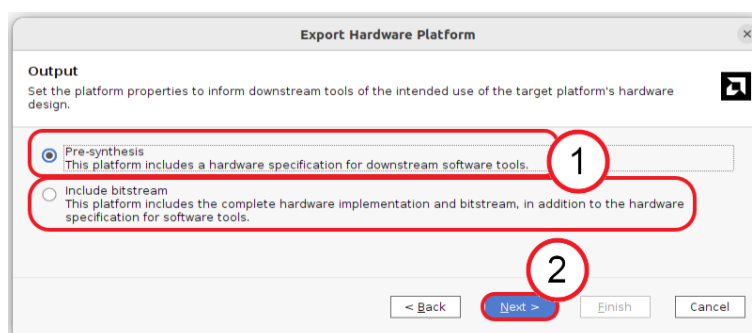 Export Hardware Platform
Output
Set the platform properties to inform downstream tools of the intended use of the target platform's hardware
design.
Pre-synthesis
This platform includes a hardware specification for downstream software tools.
1
Include bitstream
This platform includes the complete hardware implementation and bitstream, in addition to the hardware
specification for software tools.
2
< Back
Next >
Finish
Cancel